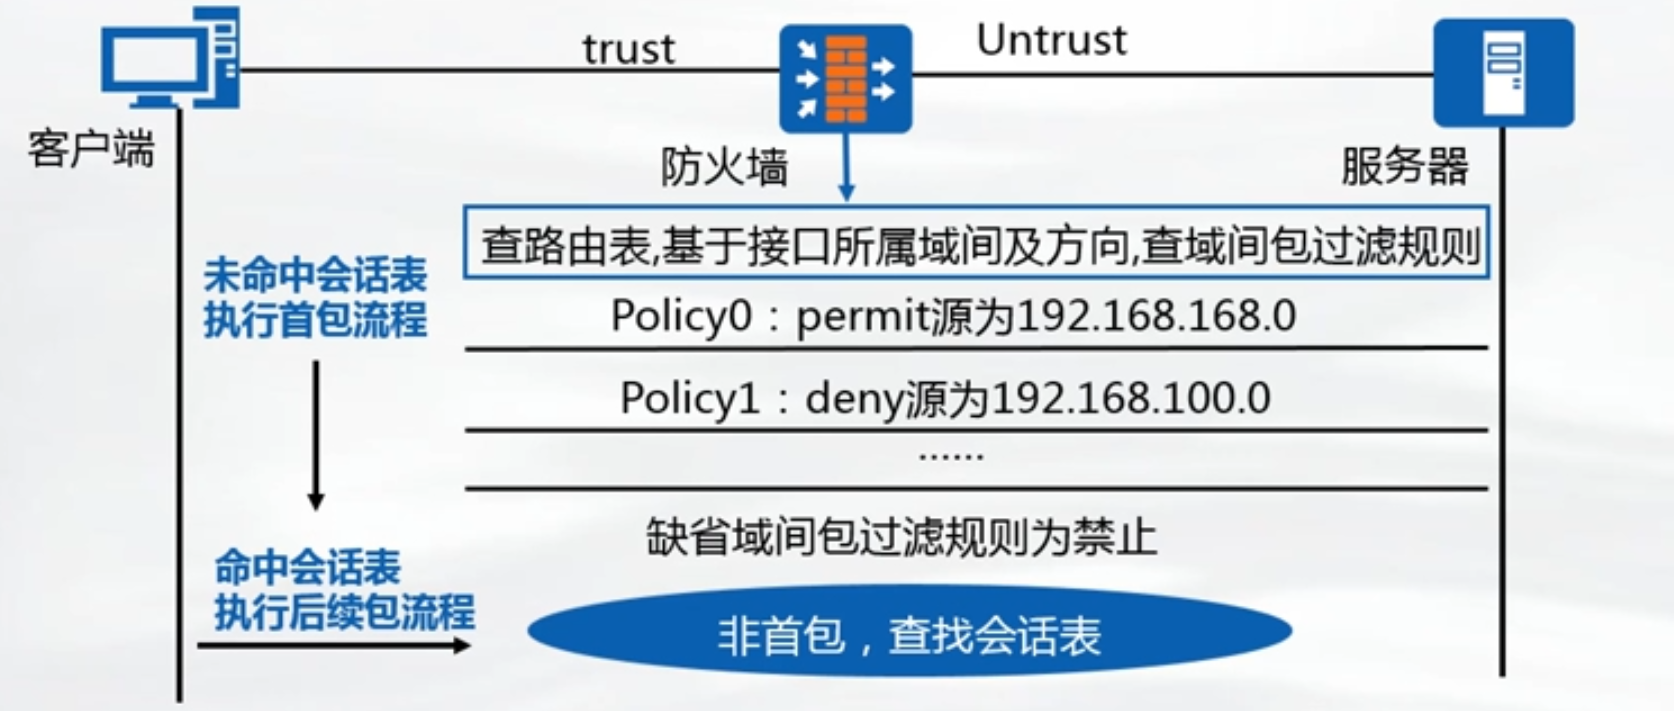 trust
Untrust
客户端
防火墙
服务器
查路由表,基于接口所属域间及方向,查域间包过滤规则
未命中会话表
执行首包流程
Policy0：permit源为192.168.168.0
Policy1：deny源为192.168.100.0
······
缺省域间包过滤规则为禁止
命中会话表
执行后续包流程
非首包，查找会话表